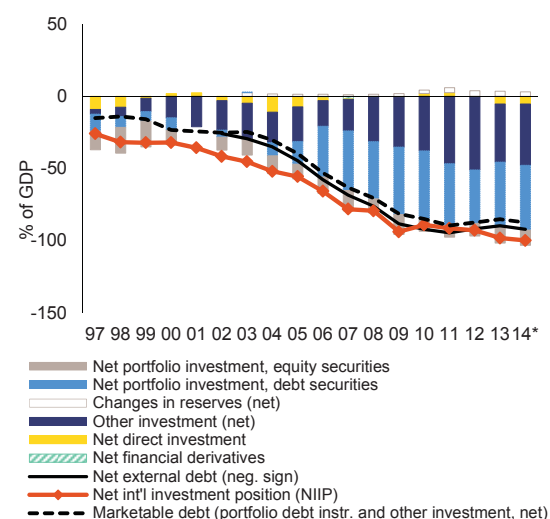 50
0
-50
-100
-150
% of GDP
97 98 99 00 01 02 03 04 05 06 07 08 09 10 11 12 13 14*
Net portfolio investment, equity securities
Net portfolio investment, debt securities
Changes in reserves (net)
Other investment (net)
Net direct investment
Net financial derivatives
Net external debt (neg. sign)
Net int'l investment position (NIIP)
Marketable debt (portfolio debt instr. and other investment, net)